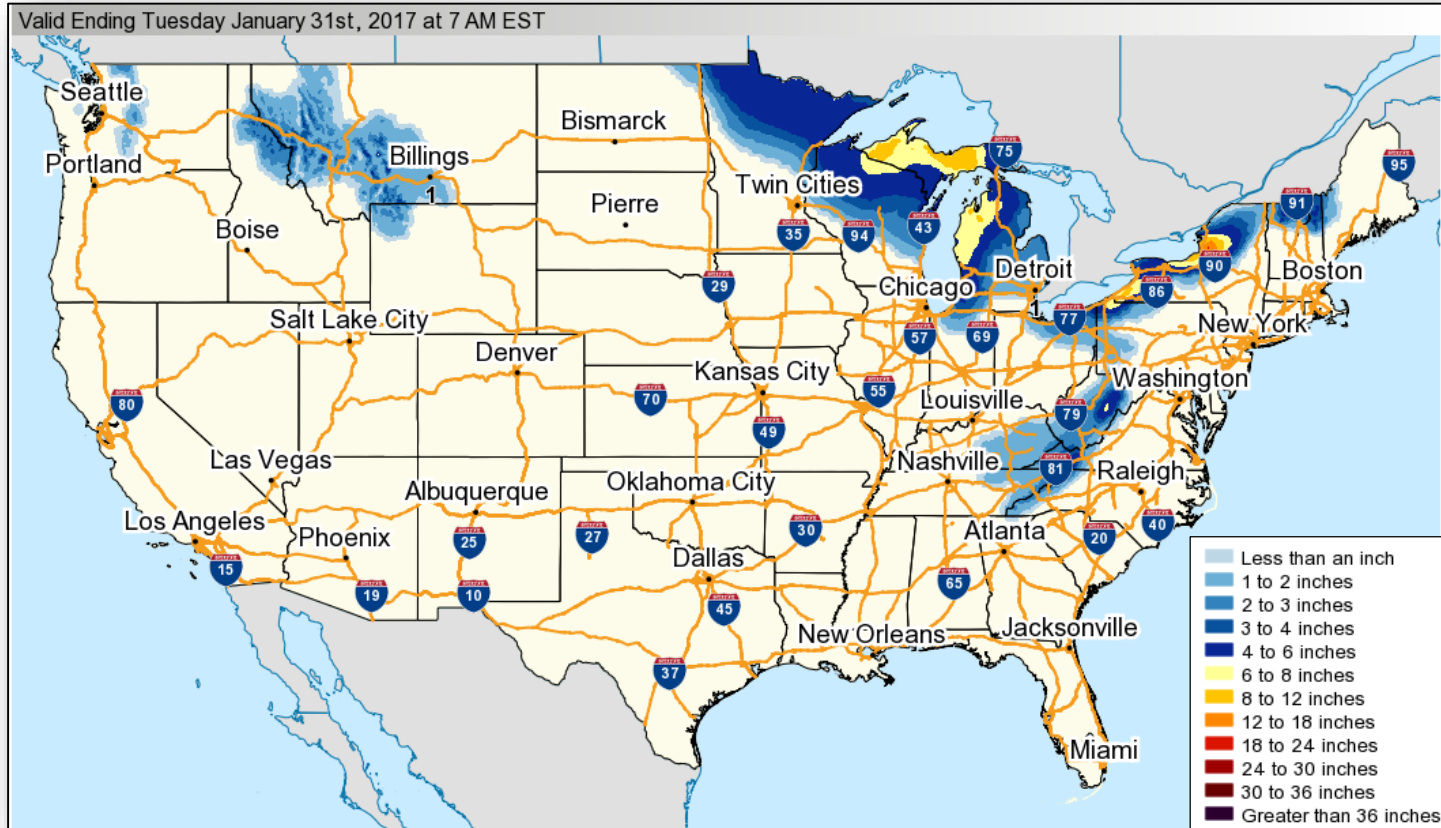 Valid Ending Tuesday January 31st, 2017 at 7 AM EST
Seattle
Portland
Billings
1
Bismarck
Boise
Pierre
Twin Cities
75
95
35
94
43
91
29
Chicago
Detroit
1
90
Boston
86
Salt Lake City
57
69
77
New York
Denver
Kansas City
Washington
80
70
55
Louisville
79
49
Las Vegas
Nashville
81
Raleigh
Albuquerque
Oklahoma City
Los Angeles
Phoenix
25
27
30
Atlanta
20
40
15
Dallas
65
19
10
45
New Orleans
Jacksonville
37
Miami
Less than an inch
1 to 2 inches
2 to 3 inches
3 to 4 inches
4 to 6 inches
6 to 8 inches
8 to 12 inches
12 to 18 inches
18 to 24 inches
24 to 30 inches
30 to 36 inches
Greater than 36 inches